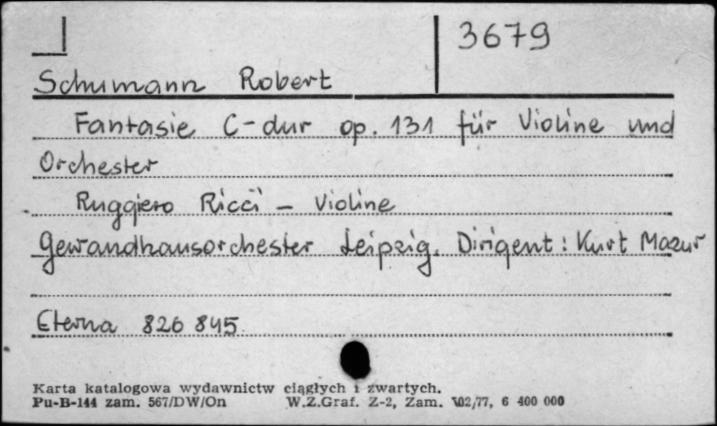 3679
Schumann Robert
Fantasie C-dur op. 131 für Violine und
Orchester
Ruggiero Ricci – Violine
Gewandhausorchester Leipzig. Dirigent: Kurt Mazur
Eterna 826 845
Karta katalogowa wydawnictw ciągłych i zwartych.
Pu-B-144 zam. 567/DW/On W.Z.Graf. Z-2, Zam. 102/77, 6 400 000